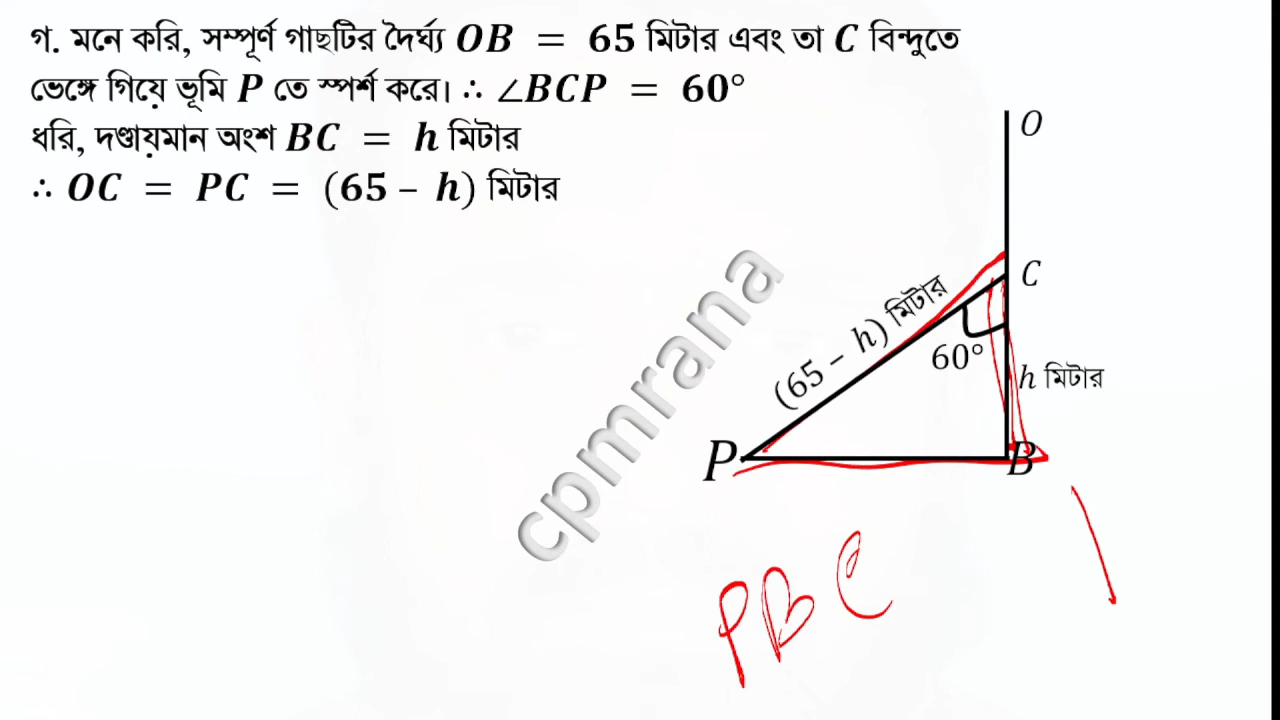 গ. মনে করি, সম্পূর্ণ গাছটির দৈর্ঘ্য OB = 65 মিটার এবং তা C বিন্দুতে
ভেঙ্গে গিয়ে ভূমি P তে স্পর্শ করে। ∴ ∠BCP = 60°
ধরি, দণ্ডায়মান অংশ BC = h মিটার
∴ OC = PC = (65 – h) মিটার
O
C
(65 – h) মিটার
60°
h মিটার
P
B
cpmrana
PBC